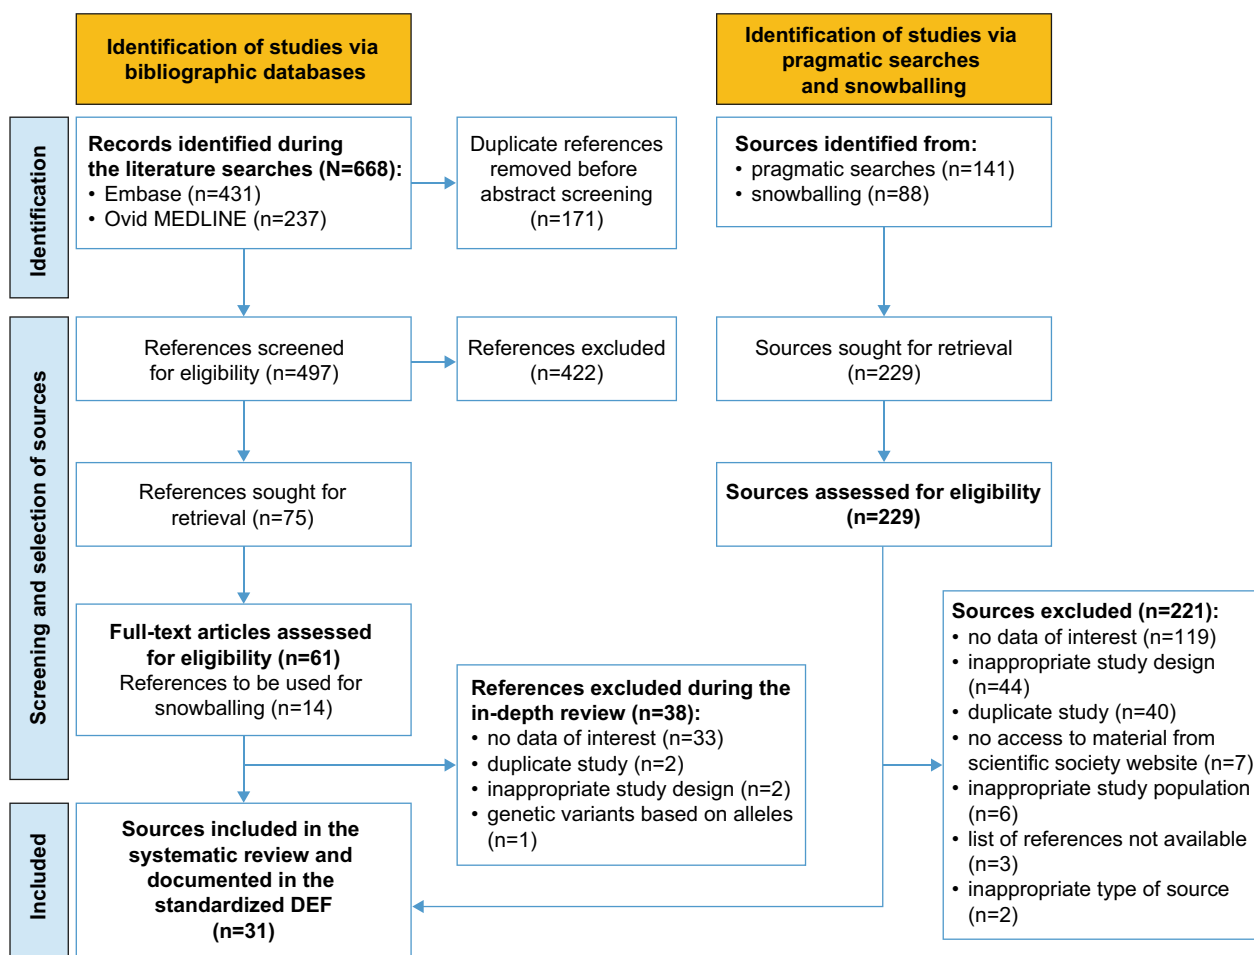 Identification of studies via
bibliographic databases
Identification of studies via
pragmatic searches
and snowballing
Identification
Records identified during
the literature searches (N=668):
• Embase (n=431)
• Ovid MEDLINE (n=237)
Duplicate references
removed before
abstract screening
(n=171)
Sources identified from:
• pragmatic searches (n=141)
• snowballing (n=88)
Screening and selection of sources
References screened
for eligibility (n=497)
References excluded
(n=422)
Sources sought for retrieval
(n=229)
References sought for
retrieval (n=75)
Sources assessed for eligibility
(n=229)
Full-text articles assessed
for eligibility (n=61)
References to be used for
snowballing (n=14)
References excluded during the
in-depth review (n=38):
• no data of interest (n=33)
• duplicate study (n=2)
• inappropriate study design (n=2)
• genetic variants based on alleles
(n=1)
Sources excluded (n=221):
• no data of interest (n=119)
• inappropriate study design
(n=44)
• duplicate study (n=40)
• no access to material from
scientific society website (n=7)
• inappropriate study population
(n=6)
• list of references not available
(n=3)
• inappropriate type of source
(n=2)
Included
Sources included in the
systematic review and
documented in the
standardized DEF
(n=31)